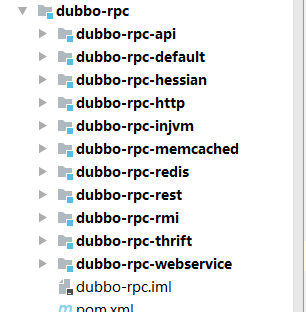 dubbo-rpc
dubbo-rpc-api
dubbo-rpc-default
dubbo-rpc-hessian
dubbo-rpc-http
dubbo-rpc-injvm
dubbo-rpc-memcached
dubbo-rpc-redis
dubbo-rpc-rest
dubbo-rpc-rmi
dubbo-rpc-thrift
dubbo-rpc-webservice
dubbo-rpc.iml
pom.xml